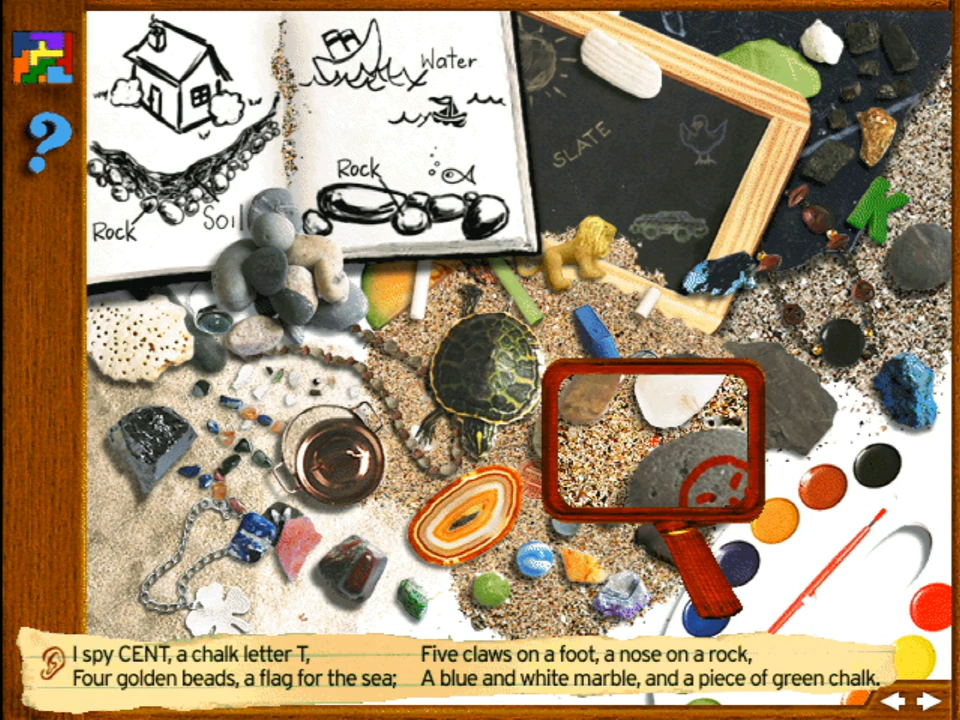 Water
Rock
Rock
Soil
SLATE
K
I spy CENT, a chalk letter T,
Four golden beads, a flag for the sea;
Five claws on a foot, a nose on a rock,
A blue and white marble, and a piece of green chalk.